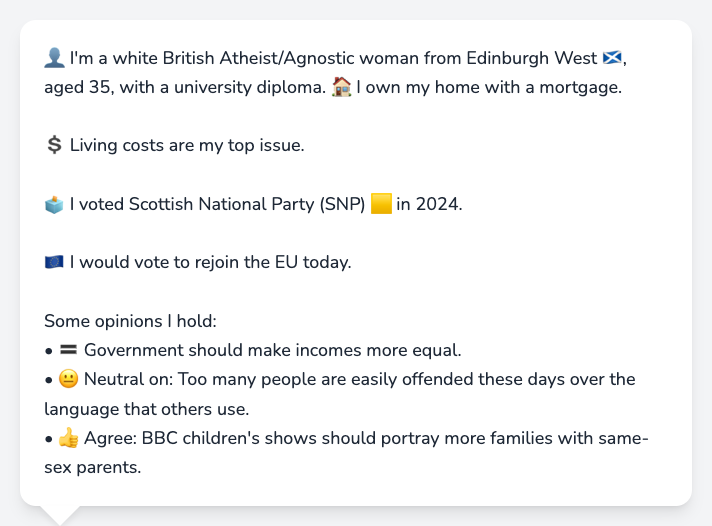 👤 I'm a white British Atheist/Agnostic woman from Edinburgh West 🏴󠁧󠁢󠁳󠁣󠁴󠁿,
aged 35, with a university diploma. 🏠 I own my home with a mortgage.
💲 Living costs are my top issue.
🗳️ I voted Scottish National Party (SNP) 🟨 in 2024.
🇪🇺 I would vote to rejoin the EU today.
Some opinions I hold:
• 🟰 Government should make incomes more equal.
• 😐 Neutral on: Too many people are easily offended these days over the
language that others use.
• 👍 Agree: BBC children's shows should portray more families with same-
sex parents.